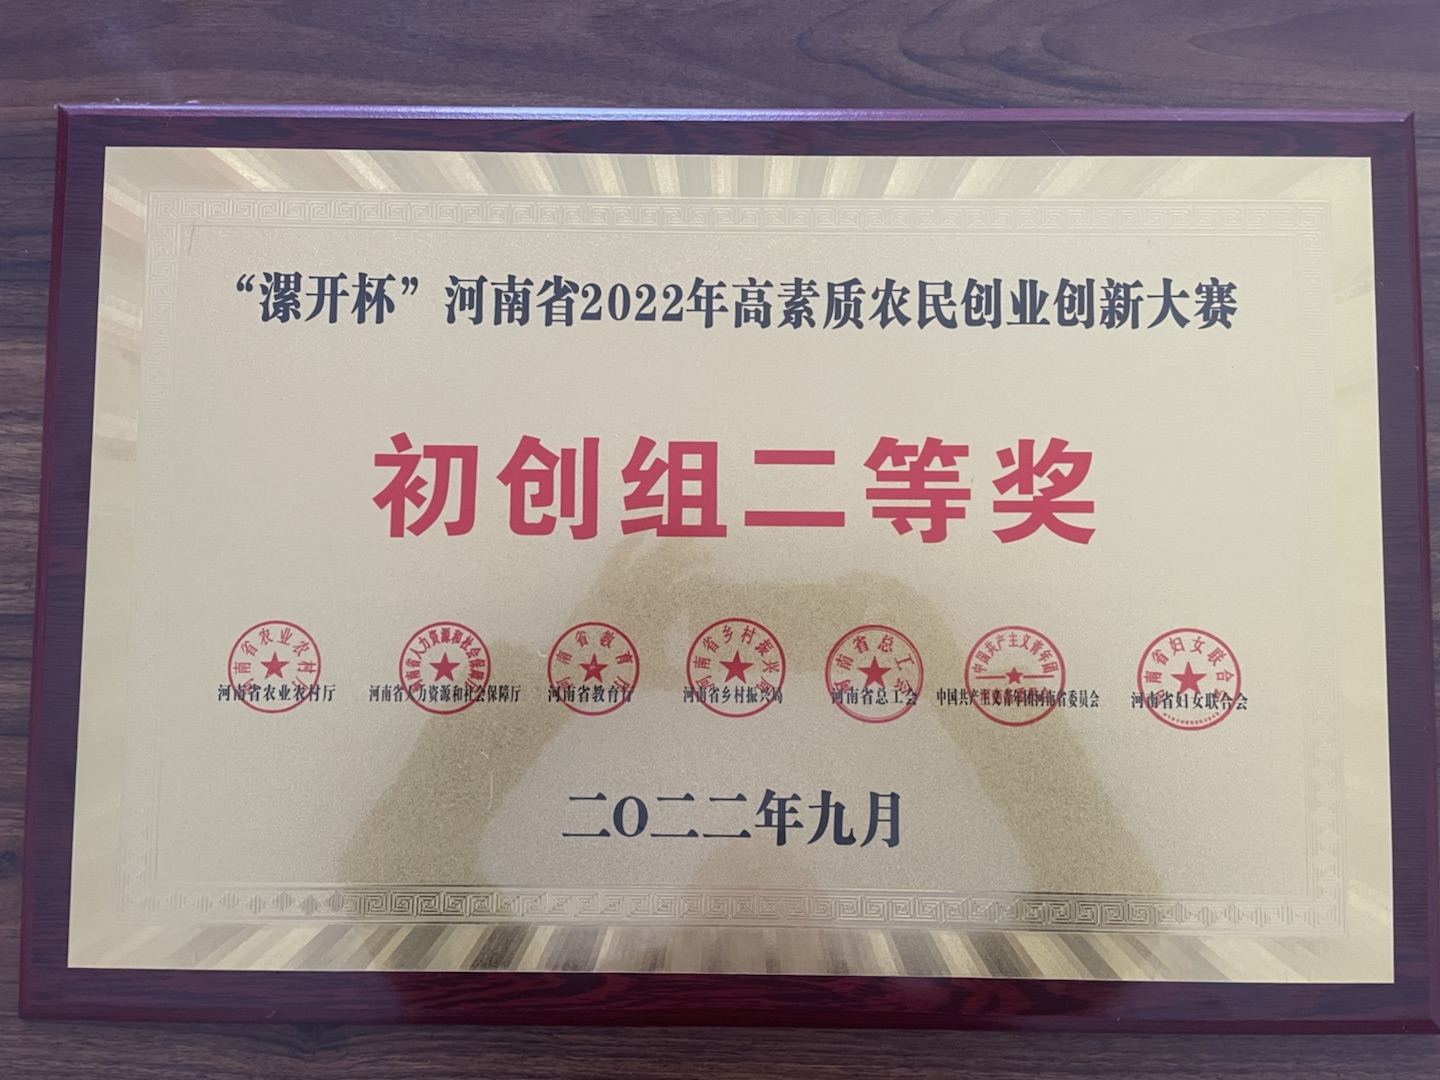 “漯开杯”河南省2022年高素质农民创业创新大赛
初创组二等奖
河南省农业农村厅
河南省人力资源和社会保障厅
河南省教育厅
河南省乡村振兴局
河南省总工会
中国共产主义青年团河南省委员会
河南省妇女联合会
二〇二二年九月